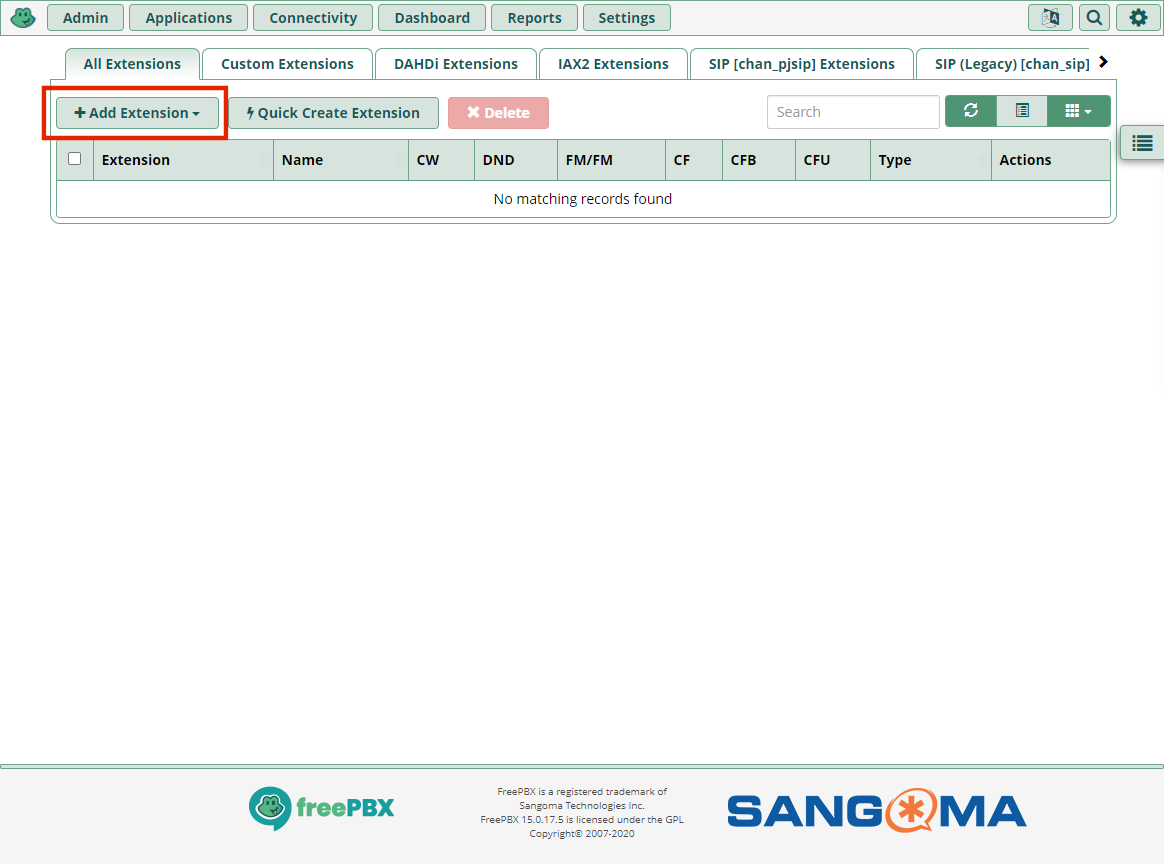 Admin Applications Connectivity Dashboard Reports Settings
All Extensions Custom Extensions DAHDi Extensions IAX2 Extensions SIP [chan_pjsip] Extensions SIP (Legacy) [chan_sip]
Add Extension Quick Create Extension Delete Search
Extension Name CW DND FM/FM CF CFB CFU Type Actions
No matching records found
freePBX
FreePBX is a registered trademark of
Sangoma Technologies Inc.
FreePBX 15.0.17.5 is licensed under the GPL
Copyright© 2007-2020
SANGOMA